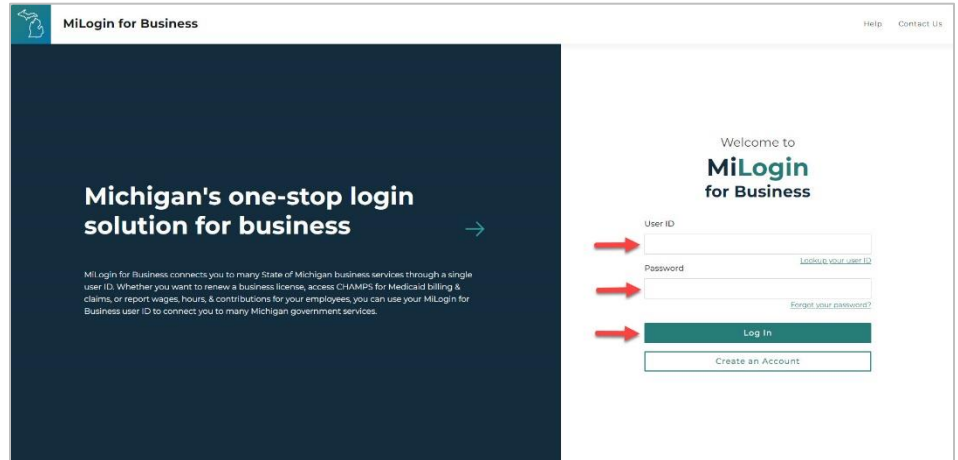 MiLogin for Business
Help Contact Us
Michigan's one-stop login
solution for business
MiLogin for Business connects you to many State of Michigan business services through a single
user ID. Whether you want to renew a business license, access CHAMPS for Medicaid billing &
claims, or report wages, hours, & contributions for your employees, you can use your MiLogin for
Business user ID to connect you to many Michigan government services.
Welcome to
MiLogin
for Business
User ID
Lookup your user ID
Password
Forgot your password?
Log In
Create an Account